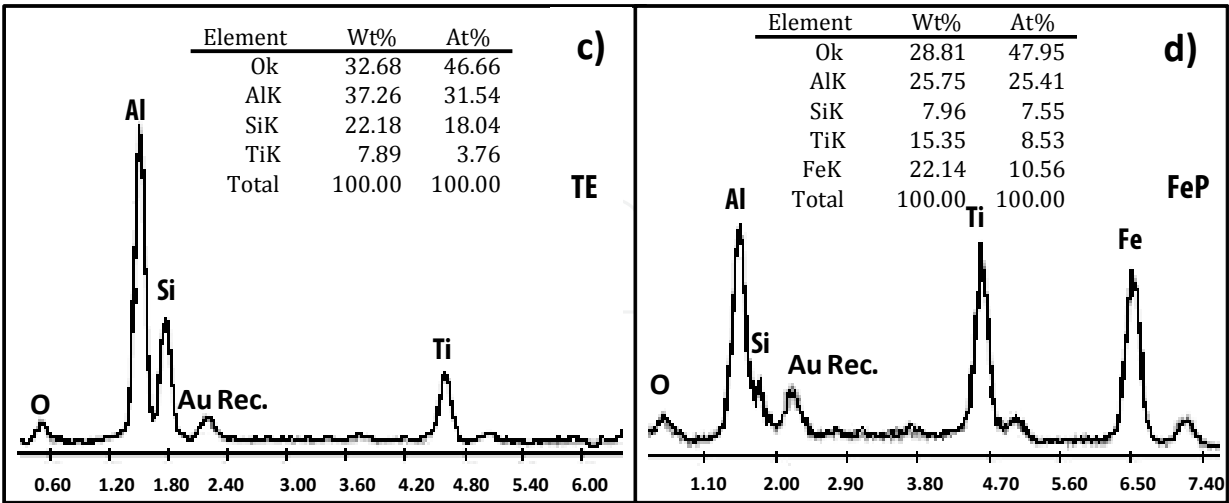 c)
Element Wt% At%
Ok 32.68 46.66
AlK 37.26 31.54
SiK 22.18 18.04
TiK 7.89 3.76
Total 100.00 100.00
TE
Al
Si
Ti
O
Au Rec.
0.60 1.20 1.80 2.40 3.00 3.60 4.20 4.80 5.40 6.00
d)
Element Wt% At%
Ok 28.81 47.95
AlK 25.75 25.41
SiK 7.96 7.55
TiK 15.35 8.53
FeK 22.14 10.56
Total 100.00 100.00
FeP
Al
Ti
Fe
Si
Au Rec.
O
1.10 2.00 2.90 3.80 4.70 5.60 6.50 7.40